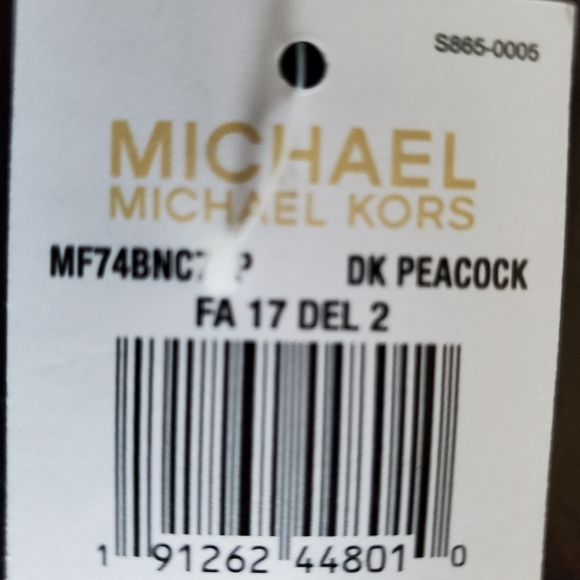 S865-0005
MICHAEL
MICHAEL KORS
DK PEACOCK
FA 17 DEL 2
1 91262 44801 0